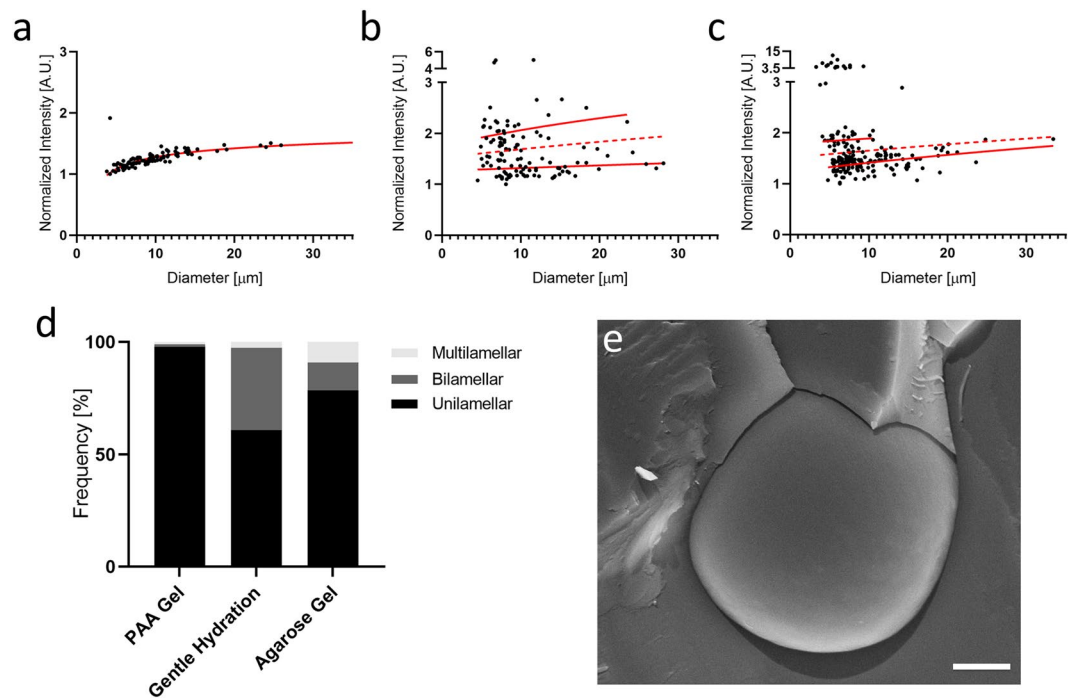 a
Normalized Intensity [A.U.]
3
2
1
0
0 10 20 30
Diameter [μm]
b
Normalized Intensity [A.U.]
6
4
3
2
1
0
0 10 20 30
Diameter [μm]
c
Normalized Intensity [A.U.]
15
3.5
3
2
1
0
0 10 20 30
Diameter [μm]
d
Frequency [%]
100
50
0
PAA Gel
Gentle Hydration
Agarose Gel
Multilamellar
Bilamellar
Unilamellar
e